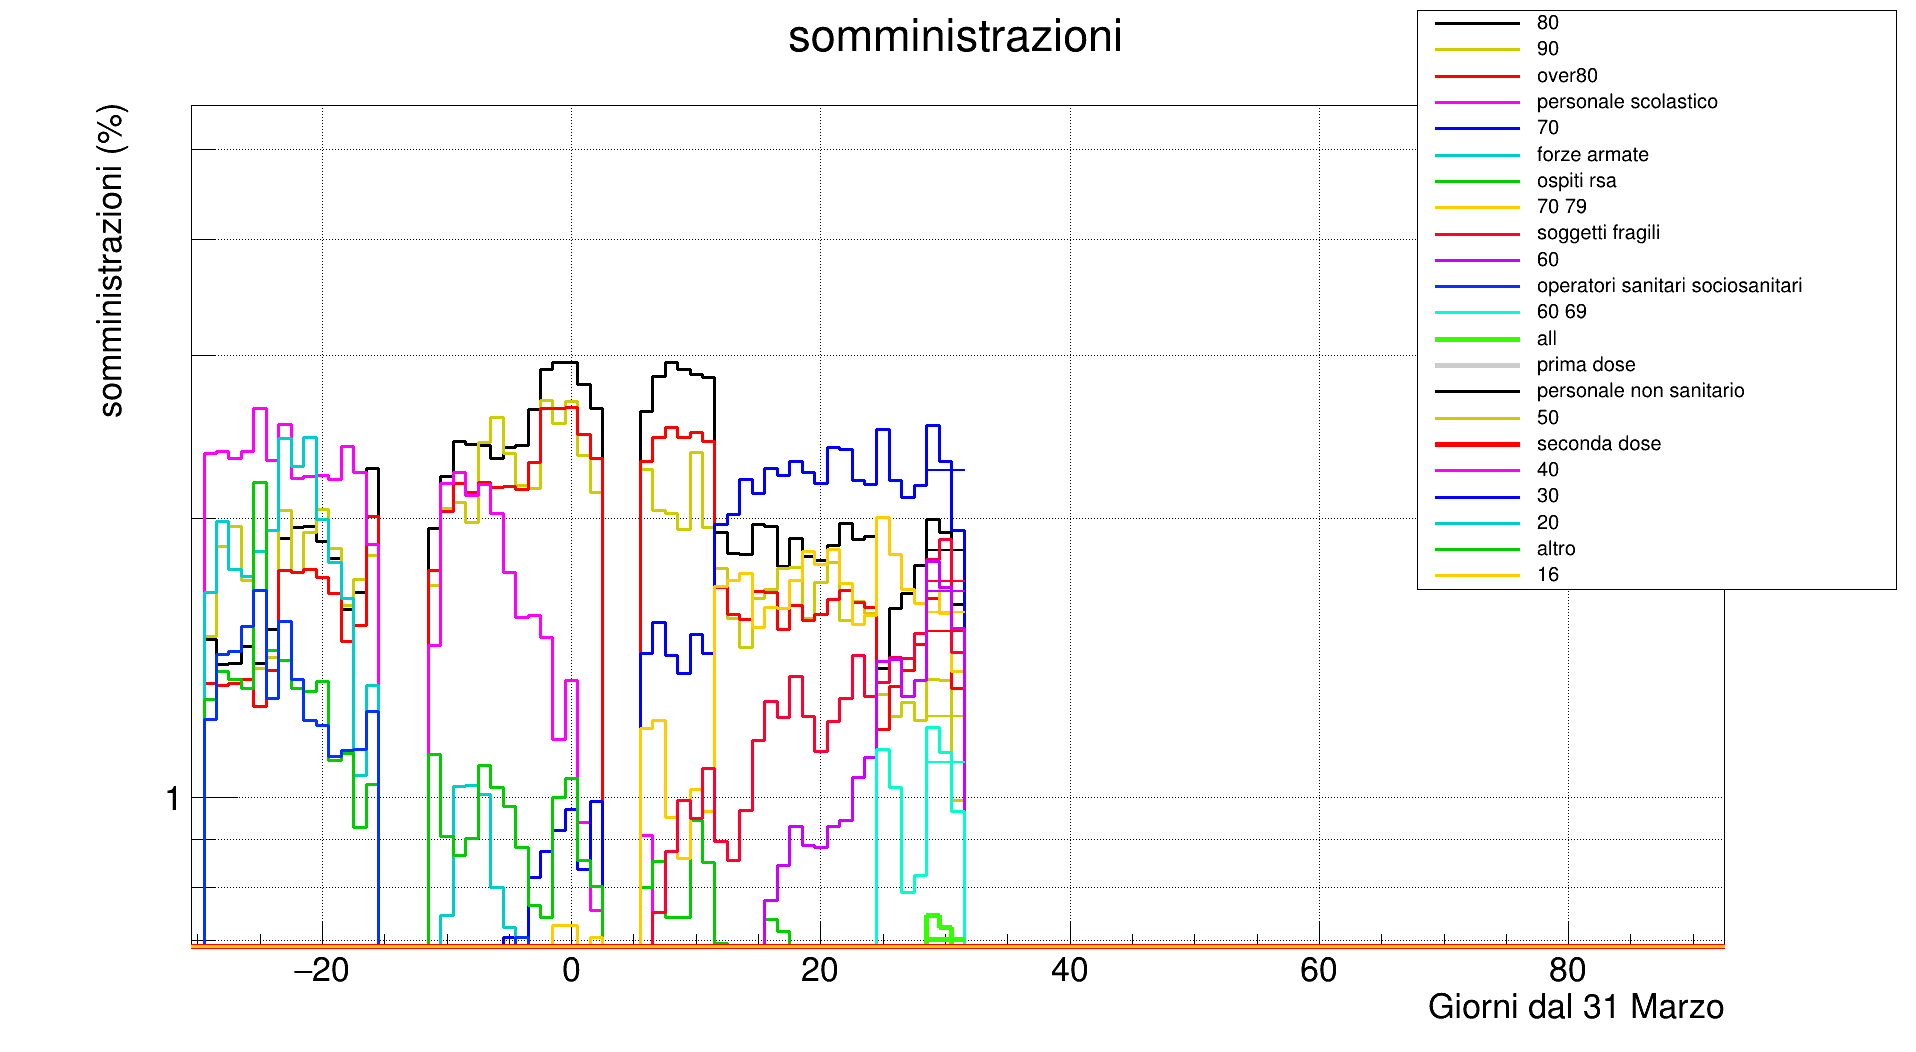 somministrazioni
80
90
over80
personale scolastico
70
forze armate
ospiti rsa
70 79
soggetti fragili
60
operatori sanitari sociosanitari
60 69
all
prima dose
personale non sanitario
50
seconda dose
40
30
20
altro
16
somministrazioni (%)
1
−20 0 20 40 60 80
Giorni dal 31 Marzo